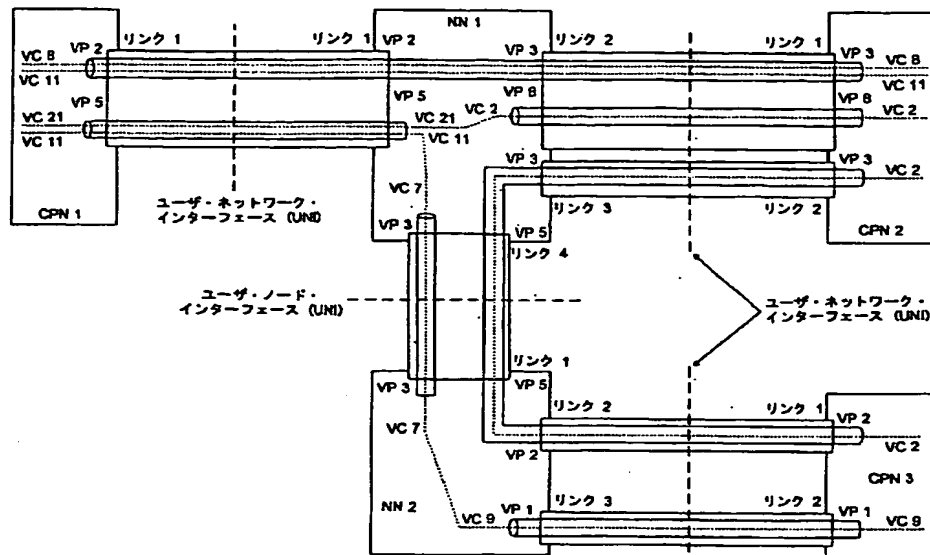 NN 1
VP 2
リンク 1
リンク 1
VP 2
VP 3
リンク 2
リンク 1
VP 3
VC 8
VC 11
VC 8
VC 11
VP 5
VP 5
VP 8
VP 8
VC 21
VC 11
VC 21
VC 11
VC 2
VC 2
VP 3
VP 3
VC 2
VC 7
CPN 1
ユーザ・ネットワーク・
インターフェース (UNI)
VP 3
VP 5
リンク 3
リンク 2
CPN 2
リンク 4
ユーザ・ノード・
インターフェース (UNI)
ユーザ・ネットワーク・
インターフェース (UNI)
リンク 1
VP 3
VP 5
リンク 2
リンク 1
VP 2
VC 7
VP 2
VC 2
NN 2
CPN 3
リンク 3
リンク 2
VC 9
VP 1
VP 1
VC 9